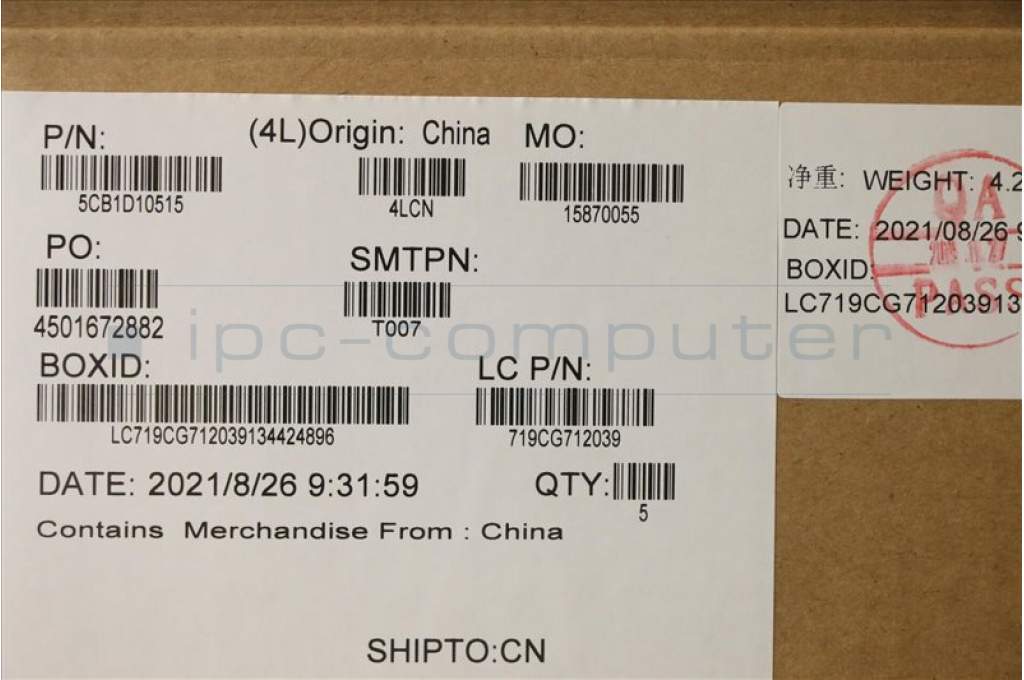 P/N:
5CB1D10515
(4L)Origin: China
4LCN
MO:
15870055
PO:
4501672882
SMTPN:
T007
BOXID:
LC719CG712039134424896
LC P/N:
719CG712039
DATE: 2021/8/26 9:31:59
QTY:
5
Contains Merchandise From : China
SHIPTO:CN
净重: WEIGHT: 4.2
DATE: 2021/08/26 9
BOXID:
LC719CG71203913
QA
PASS
ipc-computer